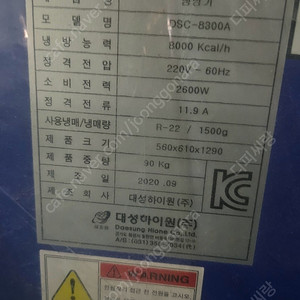 모 델 명 DSC-8300A
냉 방 능 력 8000 Kcal/h
정 격 전 압 220V - 60Hz
소 비 전 력 2600W
정 격 전 류 11.9 A
사용냉매/냉매량 R-22 / 1500g
제 품 크 기 560x610x1290
제 품 중 량 90 Kg
제 조 일 2020 .09
제 조 회 사 대성하이원(주)
대성하이원(주)
Daesung Hione Co.,Ltd.
WARNING